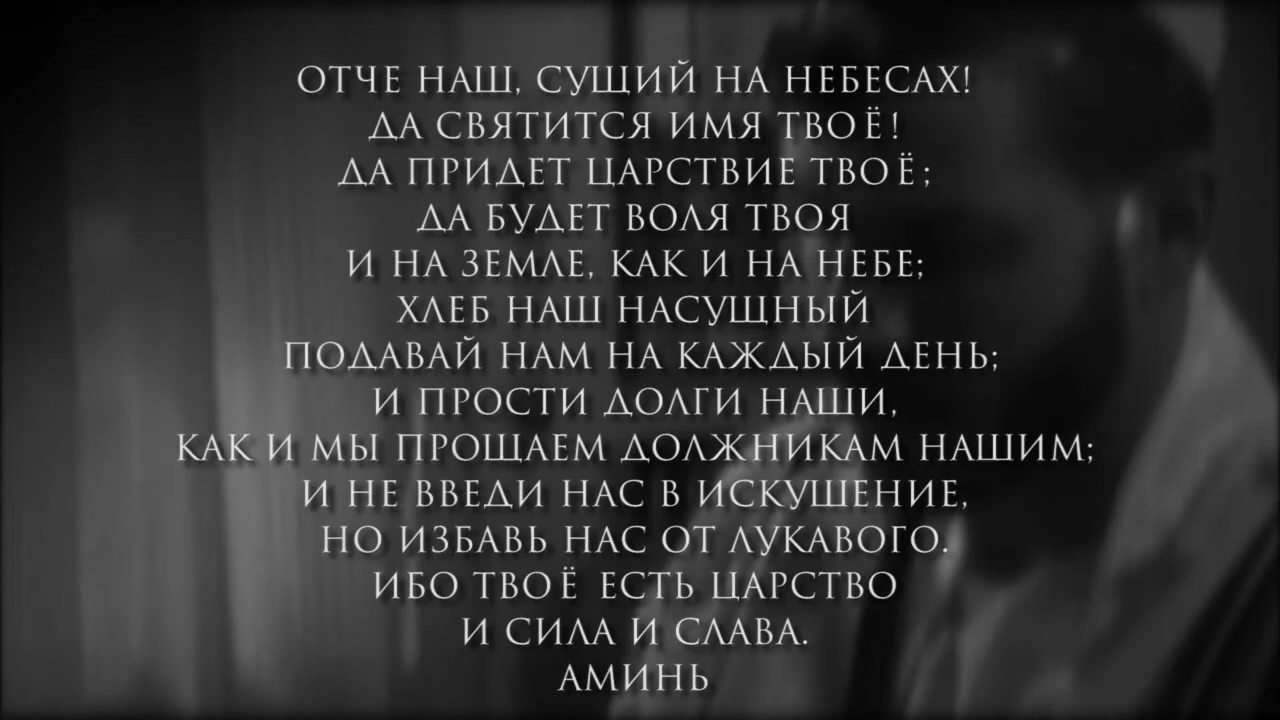 ОТЧЕ НАШ, СУЩИЙ НА НЕБЕСАХ!
ДА СВЯТИТСЯ ИМЯ ТВОЁ!
ДА ПРИДЕТ ЦАРСТВИЕ ТВОЁ;
ДА БУДЕТ ВОЛЯ ТВОЯ
И НА ЗЕМЛЕ, КАК И НА НЕБЕ;
ХЛЕБ НАШ НАСУЩНЫЙ
ПОДАВАЙ НАМ НА КАЖДЫЙ ДЕНЬ;
И ПРОСТИ ДОЛГИ НАШИ,
КАК И МЫ ПРОЩАЕМ ДОЛЖНИКАМ НАШИМ;
И НЕ ВВЕДИ НАС В ИСКУШЕНИЕ,
НО ИЗБАВЬ НАС ОТ ЛУКАВОГО.
ИБО ТВОЁ ЕСТЬ ЦАРСТВО
И СИЛА И СЛАВА.
АМИНЬ